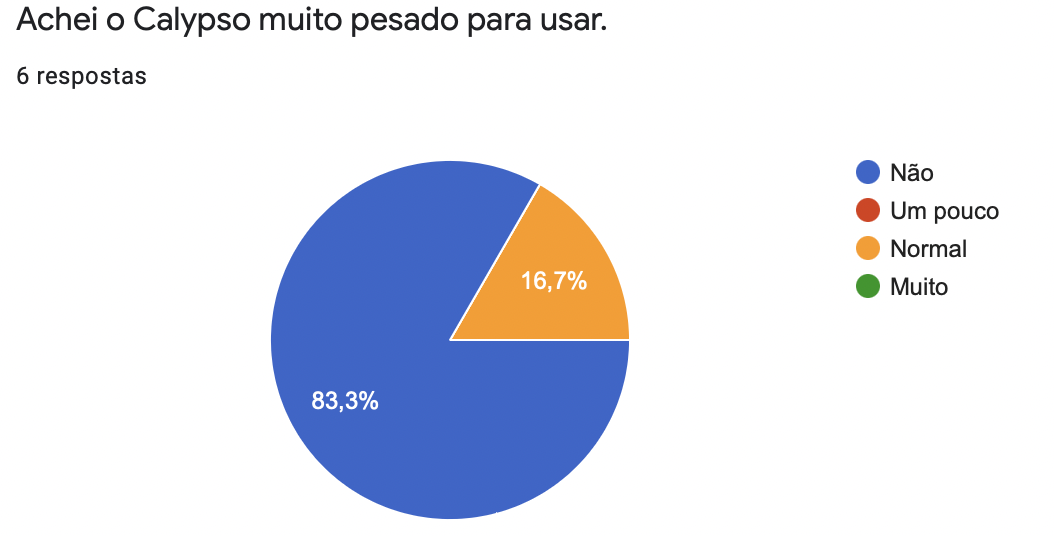 Achei o Calypso muito pesado para usar.
6 respostas
Não
Um pouco
Normal
Muito
16,7%
83,3%